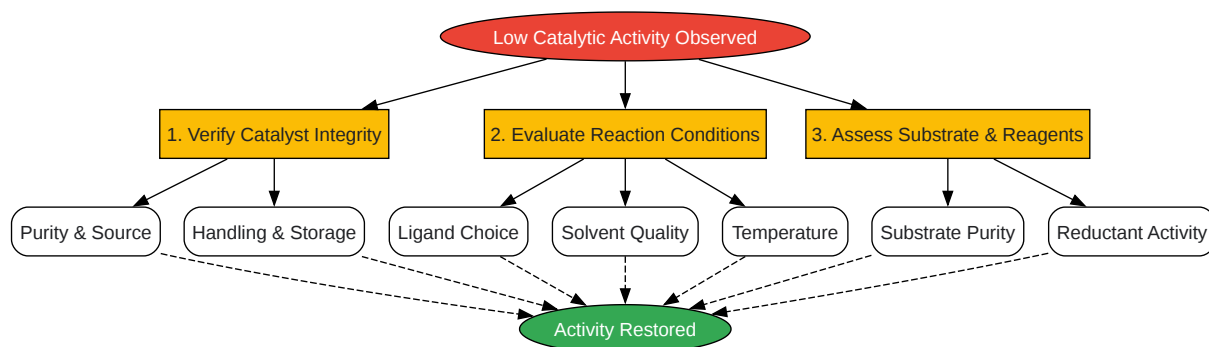 Low Catalytic Activity Observed
1. Verify Catalyst Integrity
2. Evaluate Reaction Conditions
3. Assess Substrate & Reagents
Purity & Source
Handling & Storage
Ligand Choice
Solvent Quality
Temperature
Substrate Purity
Reductant Activity
Activity Restored